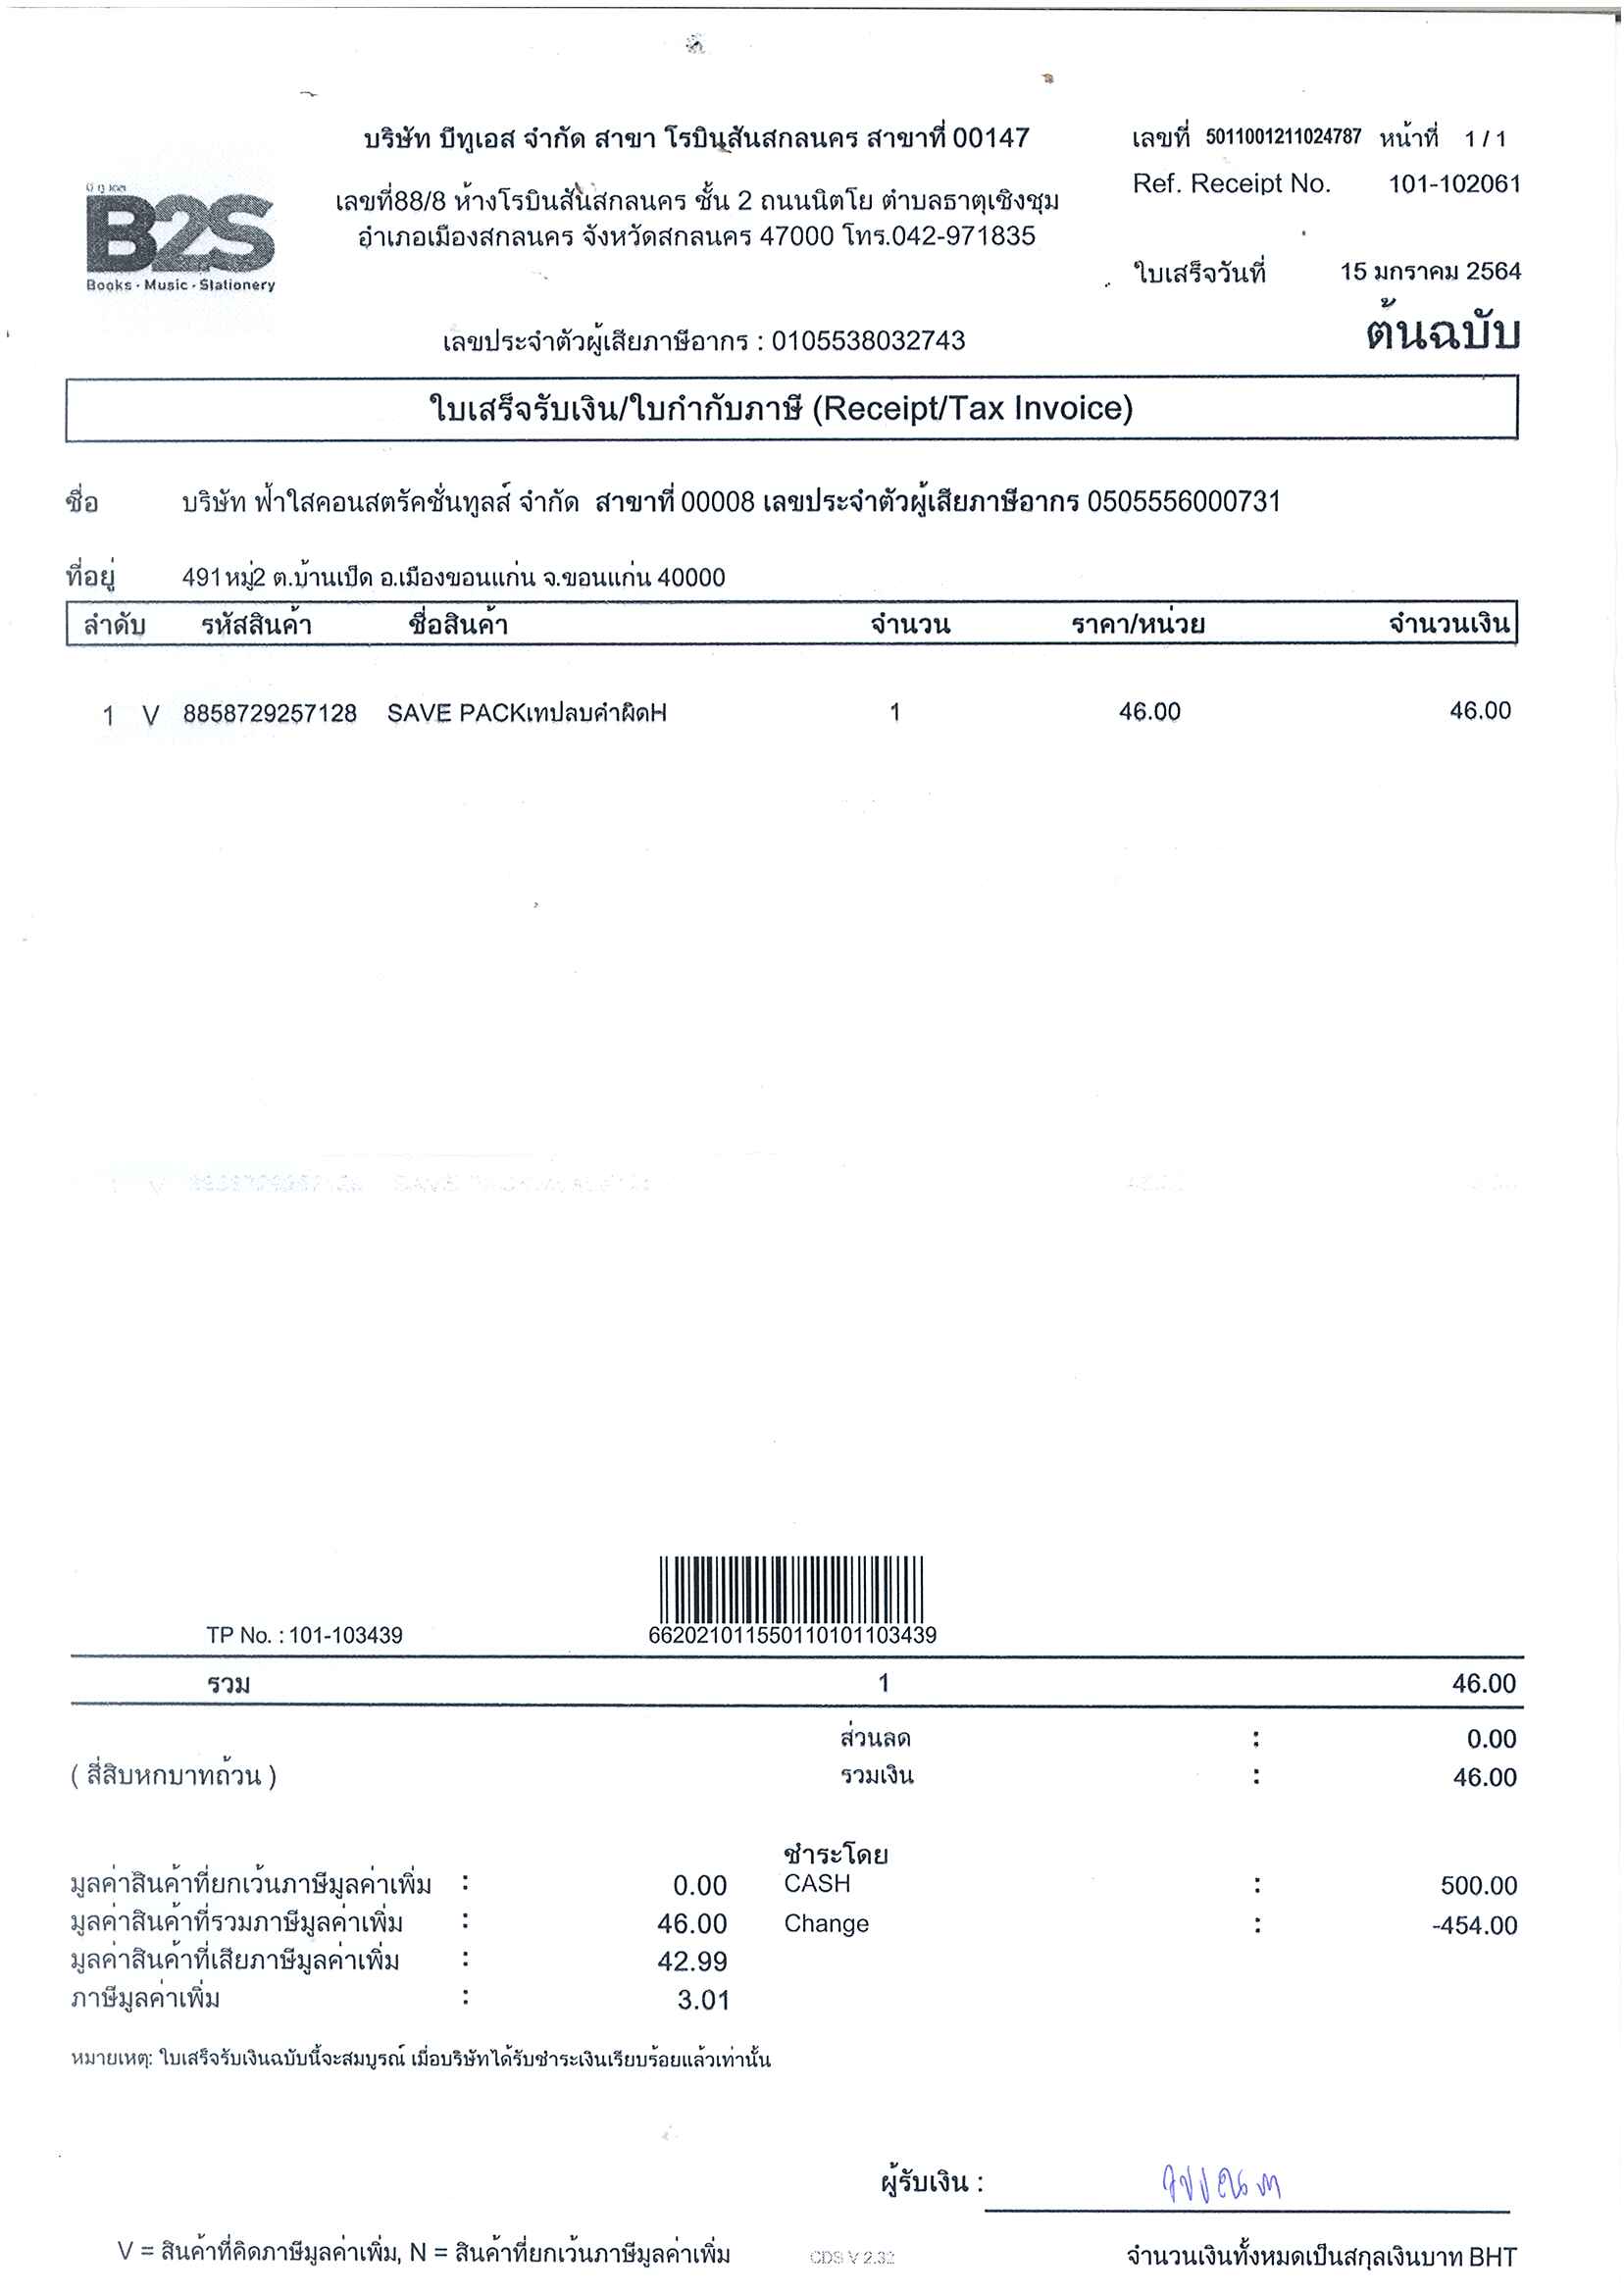 บริษัท บีทูเอส จำกัด สาขา โรบินสันสกลนคร สาขาที่ 00147
เลขที่ 5011001211024787 หน้าที่ 1 / 1
เลขที่88/8 ห้างโรบินสันสกลนคร ชั้น 2 ถนนนิตโย ตำบลธาตุเชิงชุม
Ref. Receipt No. 101-102061
บี ทู เอส
B2S
Books · Music · Stationery
อำเภอเมืองสกลนคร จังหวัดสกลนคร 47000 โทร.042-971835
ใบเสร็จวันที่ 15 มกราคม 2564
ต้นฉบับ
เลขประจำตัวผู้เสียภาษีอากร : 0105538032743
ใบเสร็จรับเงิน/ใบกำกับภาษี (Receipt/Tax Invoice)
ชื่อ บริษัท ฟ้าใสคอนสตรัคชั่นทูลส์ จำกัด สาขาที่ 00008 เลขประจำตัวผู้เสียภาษีอากร 0505556000731
ที่อยู่ 491หมู่2 ต.บ้านเป็ด อ.เมืองขอนแก่น จ.ขอนแก่น 40000
ลำดับ รหัสสินค้า ชื่อสินค้า จำนวน ราคา/หน่วย จำนวนเงิน
1 V 8858729257128 SAVE PACKเทปลบคำผิดH 1 46.00 46.00
TP No. : 101-103439
6620210115501101011​03439
รวม 1 46.00
ส่วนลด : 0.00
( สี่สิบหกบาทถ้วน ) รวมเงิน : 46.00
ชำระโดย
มูลค่าสินค้าที่ยกเว้นภาษีมูลค่าเพิ่ม : 0.00 CASH : 500.00
มูลค่าสินค้าที่รวมภาษีมูลค่าเพิ่ม : 46.00 Change : -454.00
มูลค่าสินค้าที่เสียภาษีมูลค่าเพิ่ม : 42.99
ภาษีมูลค่าเพิ่ม : 3.01
หมายเหตุ: ใบเสร็จรับเงินฉบับนี้จะสมบูรณ์ เมื่อบริษัทได้รับชำระเงินเรียบร้อยแล้วเท่านั้น
ผู้รับเงิน :
V = สินค้าที่คิดภาษีมูลค่าเพิ่ม, N = สินค้าที่ยกเว้นภาษีมูลค่าเพิ่ม CDS V 2.32 จำนวนเงินทั้งหมดเป็นสกุลเงินบาท BHT